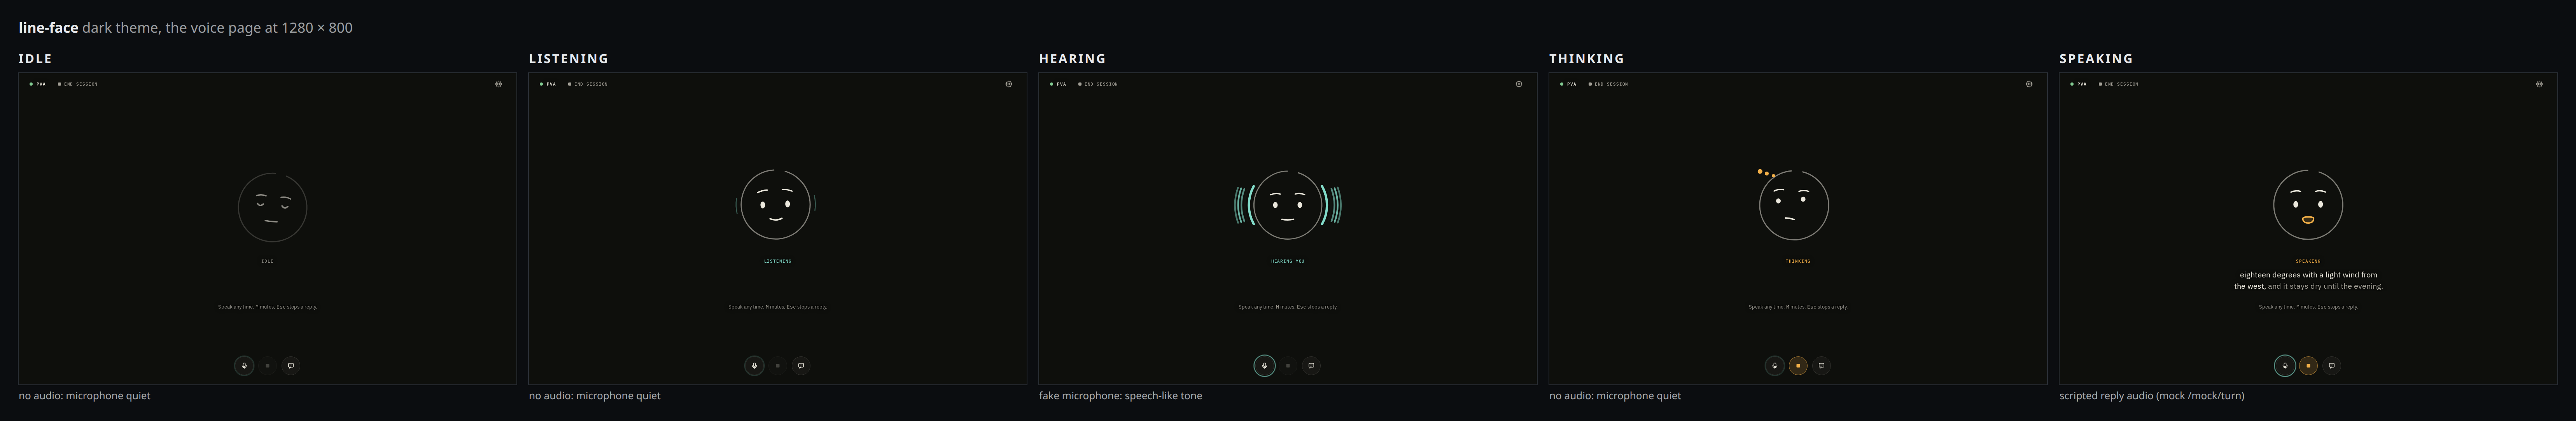 line-face dark theme, the voice page at 1280 × 800
IDLE
PVA END SESSION
IDLE
Speak any time. M mutes, Esc stops a reply.
no audio: microphone quiet
LISTENING
PVA END SESSION
LISTENING
Speak any time. M mutes, Esc stops a reply.
no audio: microphone quiet
HEARING
PVA END SESSION
HEARING YOU
Speak any time. M mutes, Esc stops a reply.
fake microphone: speech-like tone
THINKING
PVA END SESSION
THINKING
Speak any time. M mutes, Esc stops a reply.
no audio: microphone quiet
SPEAKING
PVA END SESSION
SPEAKING
eighteen degrees with a light wind from
the west, and it stays dry until the evening.
Speak any time. M mutes, Esc stops a reply.
scripted reply audio (mock /mock/turn)